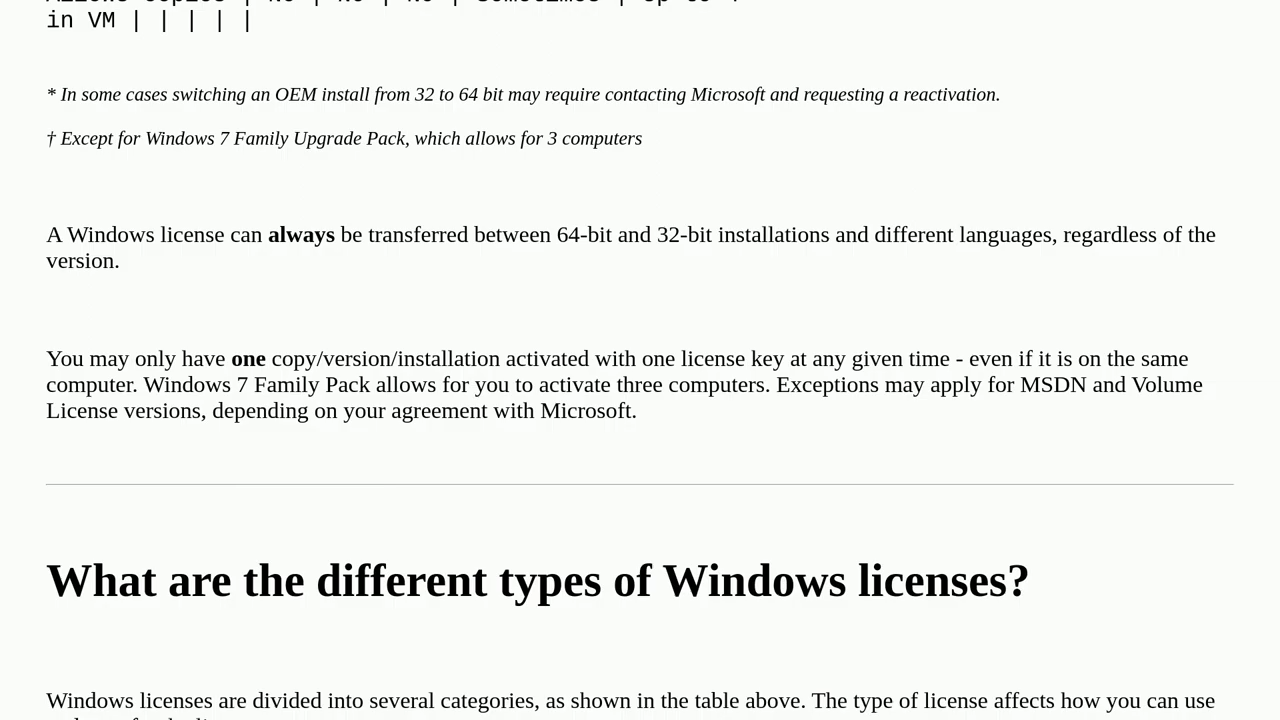 in VM | | | | |
* In some cases switching an OEM install from 32 to 64 bit may require contacting Microsoft and requesting a reactivation.
† Except for Windows 7 Family Upgrade Pack, which allows for 3 computers
A Windows license can always be transferred between 64-bit and 32-bit installations and different languages, regardless of the
version.
You may only have one copy/version/installation activated with one license key at any given time - even if it is on the same
computer. Windows 7 Family Pack allows for you to activate three computers. Exceptions may apply for MSDN and Volume
License versions, depending on your agreement with Microsoft.
What are the different types of Windows licenses?
Windows licenses are divided into several categories, as shown in the table above. The type of license affects how you can use